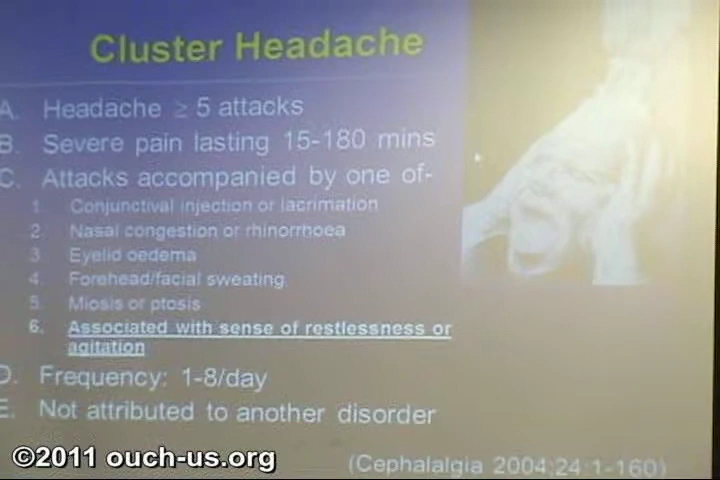 Cluster Headache
A. Headache ≥ 5 attacks
B. Severe pain lasting 15-180 mins
C. Attacks accompanied by one of-
1. Conjunctival injection or lacrimation
2. Nasal congestion or rhinorrhoea
3. Eyelid oedema
4. Forehead/facial sweating
5. Miosis or ptosis
6. Associated with sense of restlessness or
agitation
D. Frequency: 1-8/day
E. Not attributed to another disorder
(Cephalalgia 2004;24:1-160)
©2011 ouch-us.org